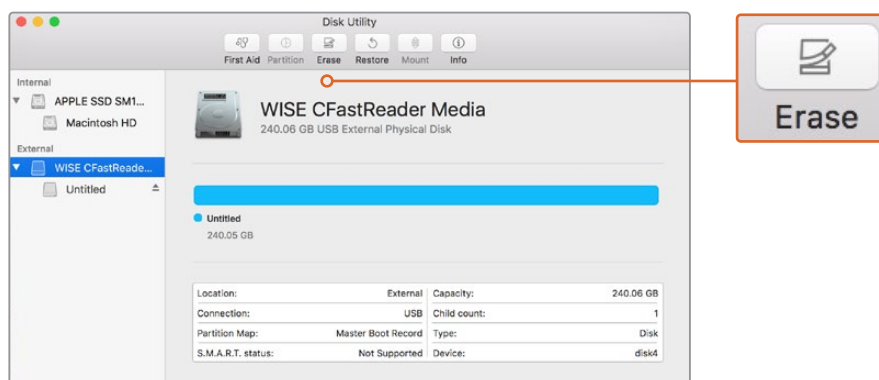 Disk Utility
First Aid Partition Erase Restore Mount Info
Erase
Internal
APPLE SSD SM1...
Macintosh HD
External
WISE CFastReade...
Untitled
WISE CFastReader Media
240.06 GB USB External Physical Disk
Untitled
240.05 GB
Location: External Capacity: 240.06 GB
Connection: USB Child count: 1
Partition Map: Master Boot Record Type: Disk
S.M.A.R.T. status: Not Supported Device: disk4